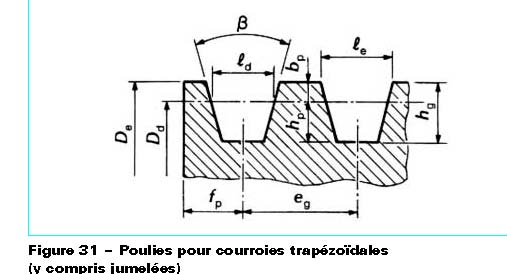 β
ℓd
bp
ℓe
De
Dd
hp
hg
fp
eg
Figure 31 – Poulies pour courroies trapézoïdales
(y compris jumelées)